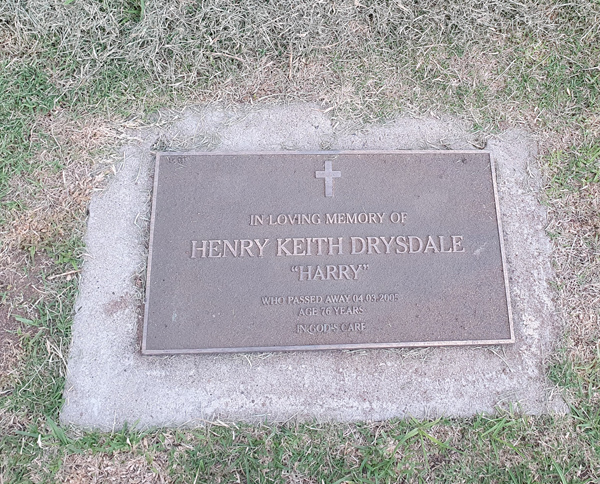 IN LOVING MEMORY OF
HENRY KEITH DRYSDALE
"HARRY"
WHO PASSED AWAY 04.03.2005
AGE 76 YEARS
IN GOD'S CARE